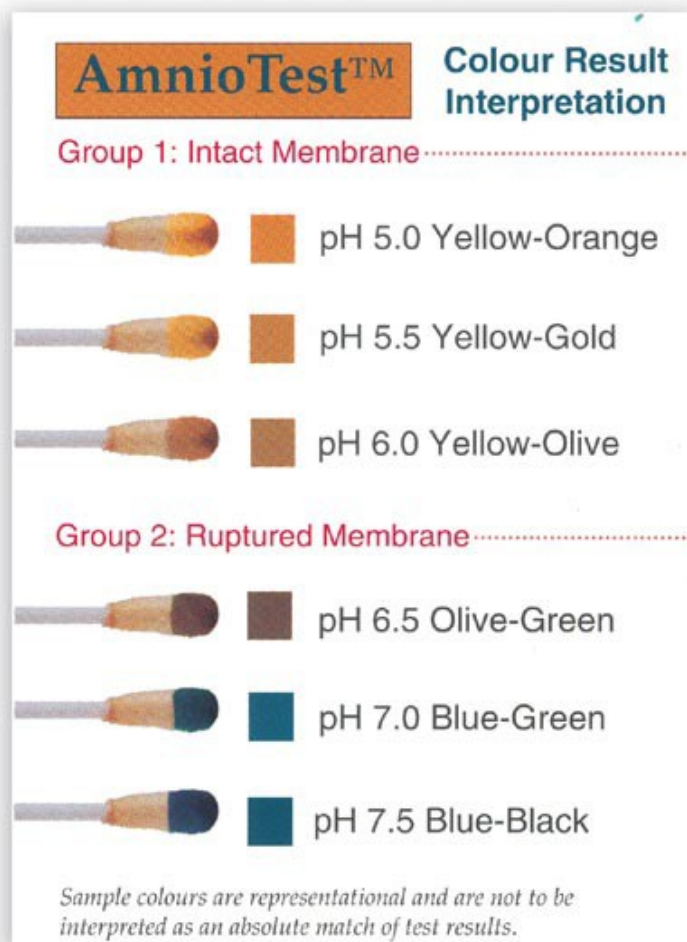 AmnioTest™
Colour Result
Interpretation
Group 1: Intact Membrane
pH 5.0 Yellow-Orange
pH 5.5 Yellow-Gold
pH 6.0 Yellow-Olive
Group 2: Ruptured Membrane
pH 6.5 Olive-Green
pH 7.0 Blue-Green
pH 7.5 Blue-Black
Sample colours are representational and are not to be
interpreted as an absolute match of test results.